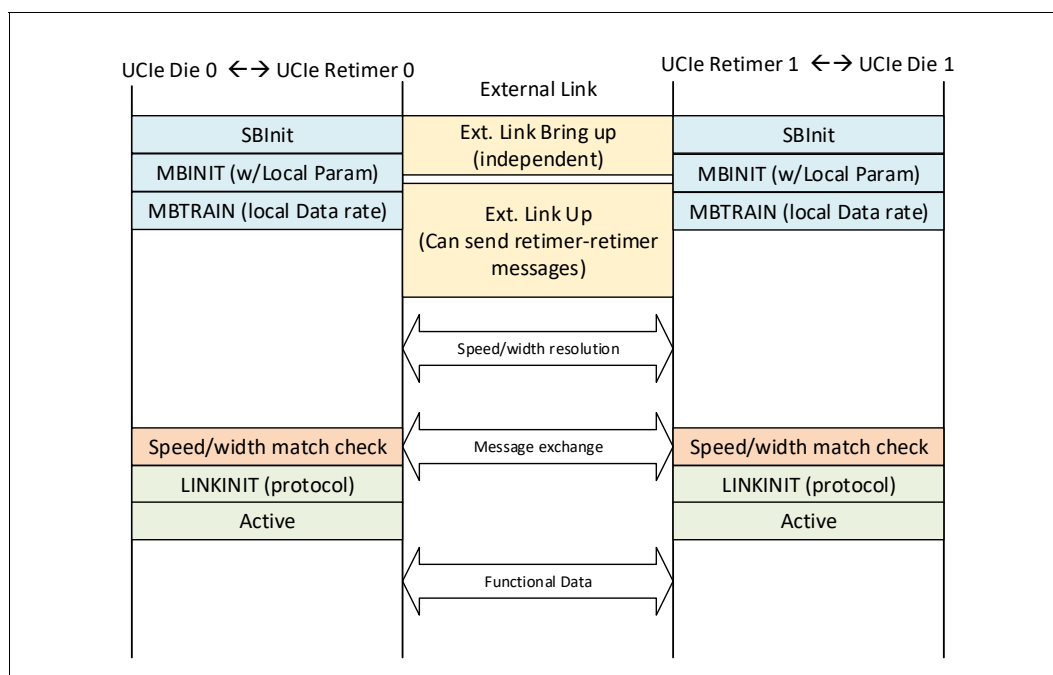 UCIe Die 0 ←→ UCIe Retimer 0
External Link
UCIe Retimer 1 ←→ UCIe Die 1
SBInit
Ext. Link Bring up
(independent)
SBInit
MBINIT (w/Local Param)
MBINIT (w/Local Param)
MBTRAIN (local Data rate)
Ext. Link Up
(Can send retimer-retimer
messages)
MBTRAIN (local Data rate)
Speed/width resolution
Speed/width match check
Message exchange
Speed/width match check
LINKINIT (protocol)
LINKINIT (protocol)
Active
Active
Functional Data